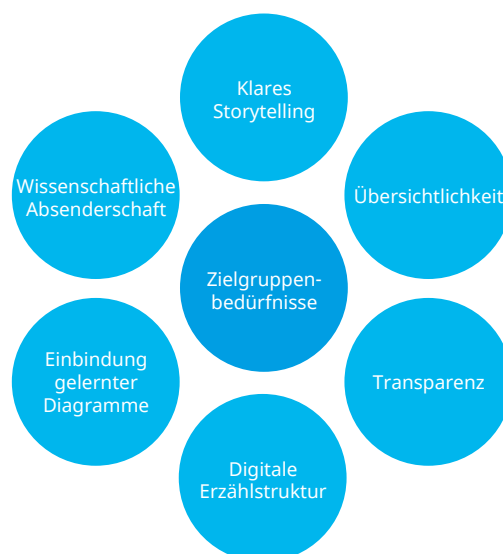 Klares
Storytelling
Wissenschaftliche
Absenderschaft
Übersichtlichkeit
Zielgruppen-
bedürfnisse
Einbindung
gelernter
Diagramme
Transparenz
Digitale
Erzählstruktur